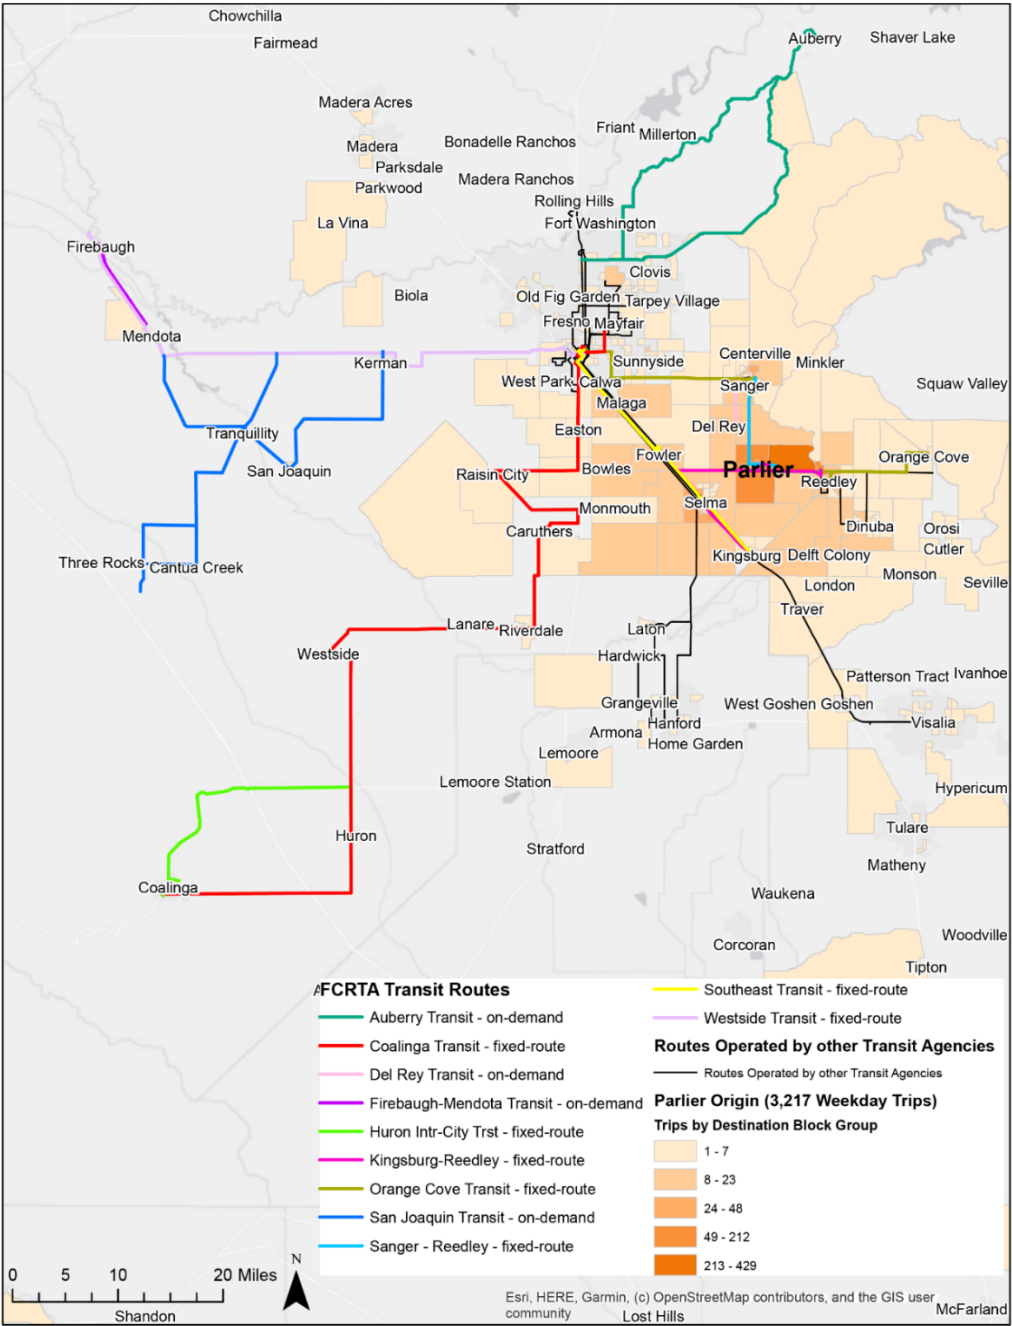 Chowchilla
Auberry
Shaver Lake
Fairmead
Madera Acres
Friant
Millerton
Bonadelle Ranchos
Madera
Parksdale
Parkwood
Madera Ranchos
Rolling Hills
La Vina
Fort Washington
Firebaugh
Clovis
Biola
Old Fig Garden
Tarpey Village
Fresno
Mayfair
Mendota
Kerman
Sunnyside
Centerville
Minkler
West Park
Calwa
Sanger
Squaw Valley
Malaga
Tranquillity
Easton
Del Rey
San Joaquin
Raisin City
Bowles
Fowler
Parlier
Orange Cove
Reedley
Monmouth
Selma
Caruthers
Dinuba
Orosi
Three Rocks
Cantua Creek
Kingsburg
Delft Colony
Cutler
London
Monson
Seville
Traver
Lanare
Riverdale
Laton
Westside
Hardwick
Patterson Tract
Ivanhoe
Grangeville
West Goshen
Goshen
Armona
Hanford
Visalia
Lemoore
Home Garden
Lemoore Station
Hypericum
Huron
Stratford
Tulare
Matheny
Coalinga
Waukena
Corcoran
Woodville
Tipton
A
FCRTA Transit Routes
Auberry Transit - on-demand
Coalinga Transit - fixed-route
Del Rey Transit - on-demand
Firebaugh-Mendota Transit - on-demand
Huron Intr-City Trst - fixed-route
Kingsburg-Reedley - fixed-route
Orange Cove Transit - fixed-route
San Joaquin Transit - on-demand
Sanger - Reedley - fixed-route
Southeast Transit - fixed-route
Westside Transit - fixed-route
Routes Operated by other Transit Agencies
Routes Operated by other Transit Agencies
Parlier Origin (3,217 Weekday Trips)
Trips by Destination Block Group
1 - 7
8 - 23
24 - 48
49 - 212
213 - 429
0 5 10 20 Miles
N
Shandon
Esri, HERE, Garmin, (c) OpenStreetMap contributors, and the GIS user
community
Lost Hills
McFarland